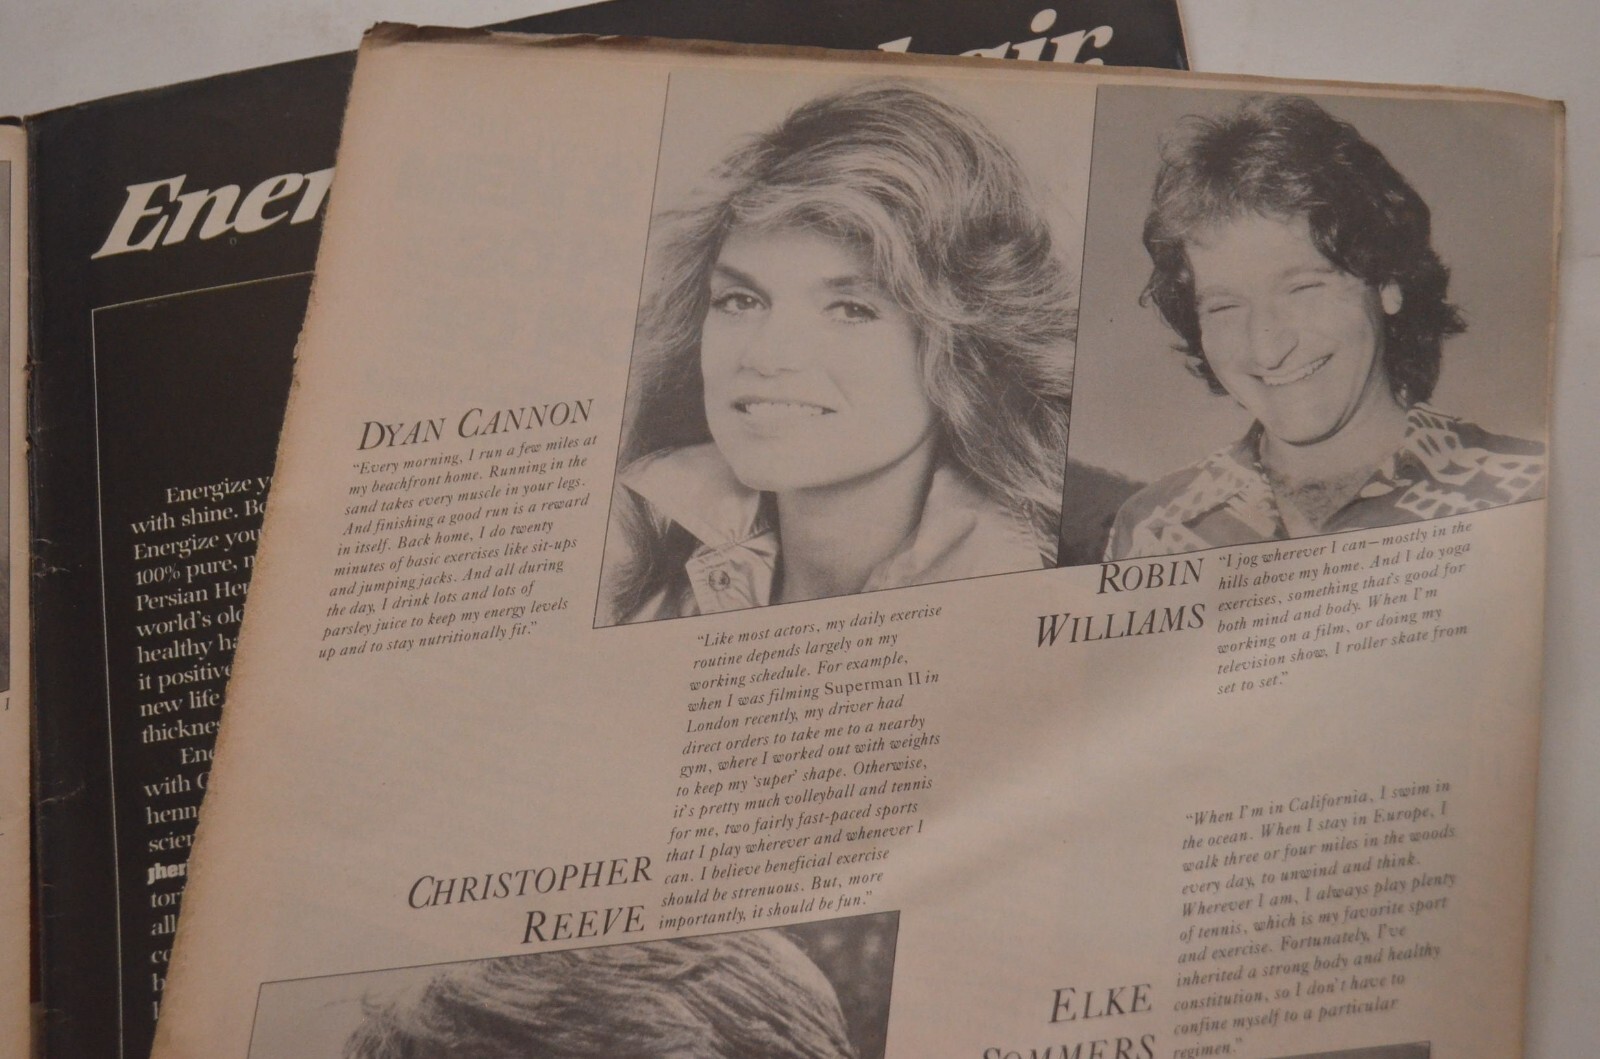 hair.
Ener
Energize y
with shine. Bo
Energize you
100% pure, n
Persian He
world's old
healthy ha
it positive
new life
thickne
Ene
with C
henn
scien
jher
tori
all
co
b
I
DYAN CANNON
"Every morning, I run a few miles at
my beachfront home. Running in the
sand takes every muscle in your legs.
And finishing a good run is a reward
in itself. Back home, I do twenty
minutes of basic exercises like sit-ups
and jumping jacks. And all during
the day, I drink lots and lots of
parsley juice to keep my energy levels
up and to stay nutritionally fit."
ROBIN
WILLIAMS
"I jog wherever I can—mostly in the
hills above my home. And I do yoga
exercises, something that's good for
both mind and body. When I'm
working on a film, or doing my
television show, I roller skate from
set to set."
"Like most actors, my daily exercise
routine depends largely on my
working schedule. For example,
when I was filming Superman II in
London recently, my driver had
direct orders to take me to a nearby
gym, where I worked out with weights
to keep my 'super' shape. Otherwise,
it's pretty much volleyball and tennis
for me, two fairly fast-paced sports
that I play wherever and whenever I
can. I believe beneficial exercise
should be strenuous. But, more
importantly, it should be fun."
CHRISTOPHER
REEVE
"When I'm in California, I swim in
the ocean. When I stay in Europe, I
walk three or four miles in the woods
every day, to unwind and think.
Wherever I am, I always play plenty
of tennis, which is my favorite sport
and exercise. Fortunately, I've
inherited a strong body and healthy
constitution, so I don't have to
confine myself to a particular
regimen."
ELKE
SOMMERS